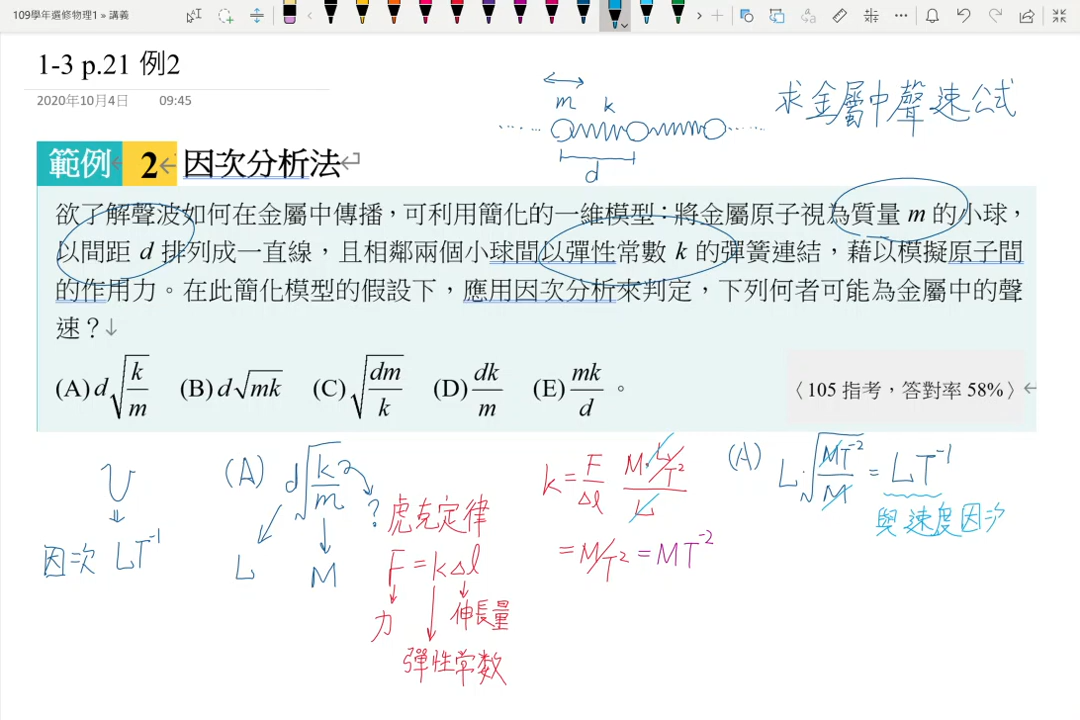 109學年選修物理1 » 講義
1-3 p.21 例2
2020年10月4日 09:45
m k
d
求金屬中聲速公式
範例 2 因次分析法
欲了解聲波如何在金屬中傳播，可利用簡化的一維模型：將金屬原子視為質量 m 的小球，
以間距 d 排列成一直線，且相鄰兩個小球間以彈性常數 k 的彈簧連結，藉以模擬原子間
的作用力。在此簡化模型的假設下，應用因次分析來判定，下列何者可能為金屬中的聲
速？
(A) d√(k/m) (B) d√mk (C) √(dm/k) (D) dk/m (E) mk/d 。
〈105 指考，答對率 58%〉
V
因次 LT⁻¹
(A) d√(k/m) ?
L M
虎克定律
F = kΔl
力 伸長量
彈性常数
k = F/Δl M·L/T²/L
= M/T² = MT⁻²
(A) L·√(MT⁻²/M) = LT⁻¹
與速度因次